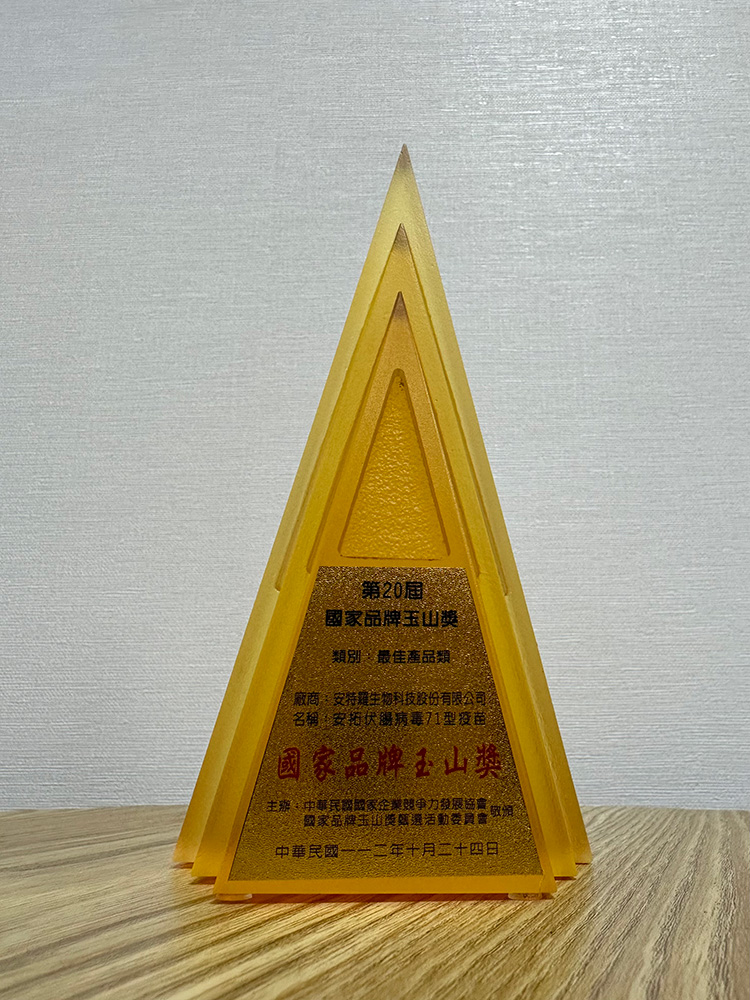 第20屆
國家品牌玉山獎
類別：最佳產品類
廠商：安特羅生物科技股份有限公司
名稱：安拓伏腸病毒71型疫苗
國家品牌玉山獎
主辦：中華民國國家企業競爭力發展協會
國家品牌玉山獎甄選活動委員會 敬頒
中華民國一一二年十月二十四日